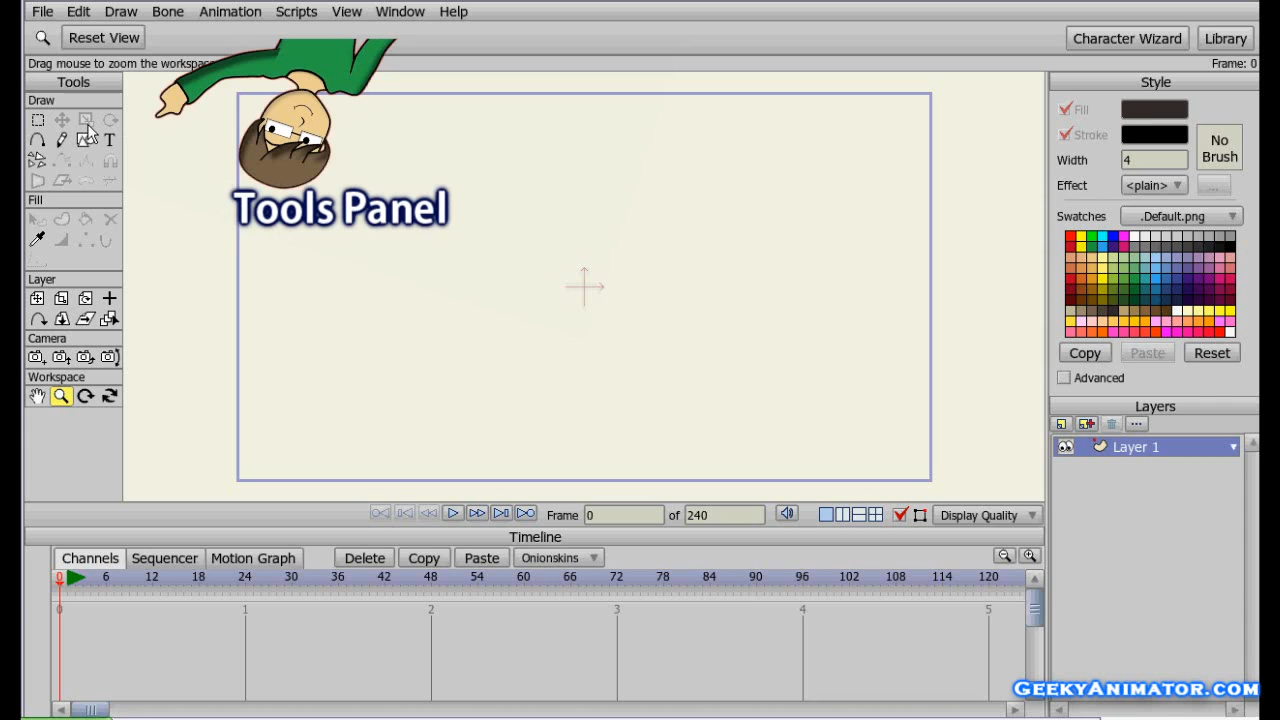 File Edit Draw Bone Animation Scripts View Window Help
Reset View Character Wizard Library
Drag mouse to zoom the workspace Frame: 0
Tools Style
Draw
Fill
T
Stroke
No Brush
Width 4
Effect <plain> ...
Fill
Swatches .Default.png
Layer
Camera
Copy Paste Reset
Workspace
Advanced
Tools Panel
Layers
Layer 1
Frame 0 of 240 Display Quality
Timeline
Channels Sequencer Motion Graph Delete Copy Paste Onionskins
0 6 12 18 24 30 36 42 48 54 60 66 72 78 84 90 96 102 108 114 120
0 1 2 3 4 5
GeekyAnimator.com